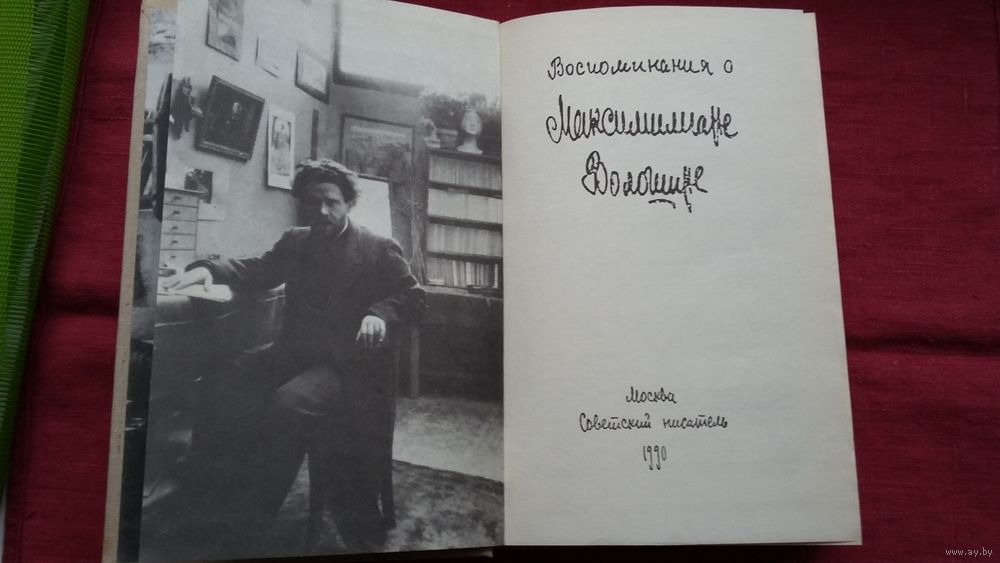 Воспоминания о
Максимилиане
Волошине
Москва
Советский писатель
1990
www.ay.by